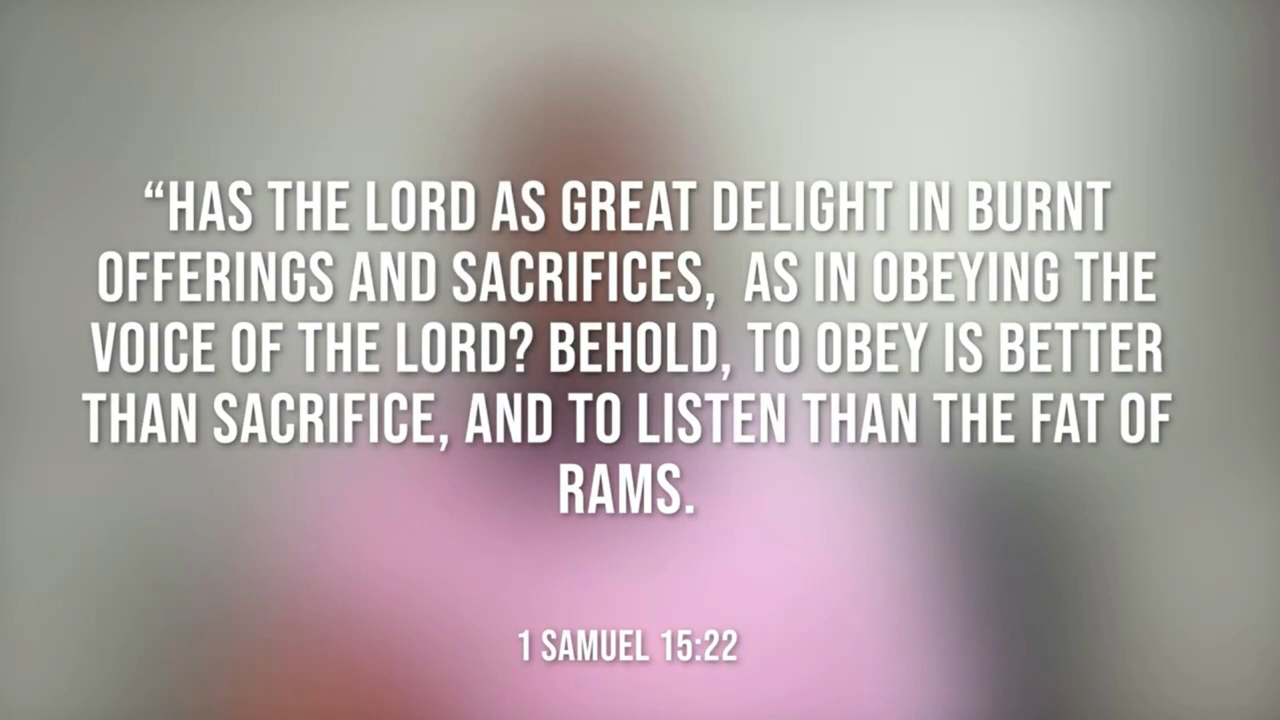 “HAS THE LORD AS GREAT DELIGHT IN BURNT
OFFERINGS AND SACRIFICES,  AS IN OBEYING THE
VOICE OF THE LORD? BEHOLD, TO OBEY IS BETTER
THAN SACRIFICE, AND TO LISTEN THAN THE FAT OF
RAMS.
1 SAMUEL 15:22